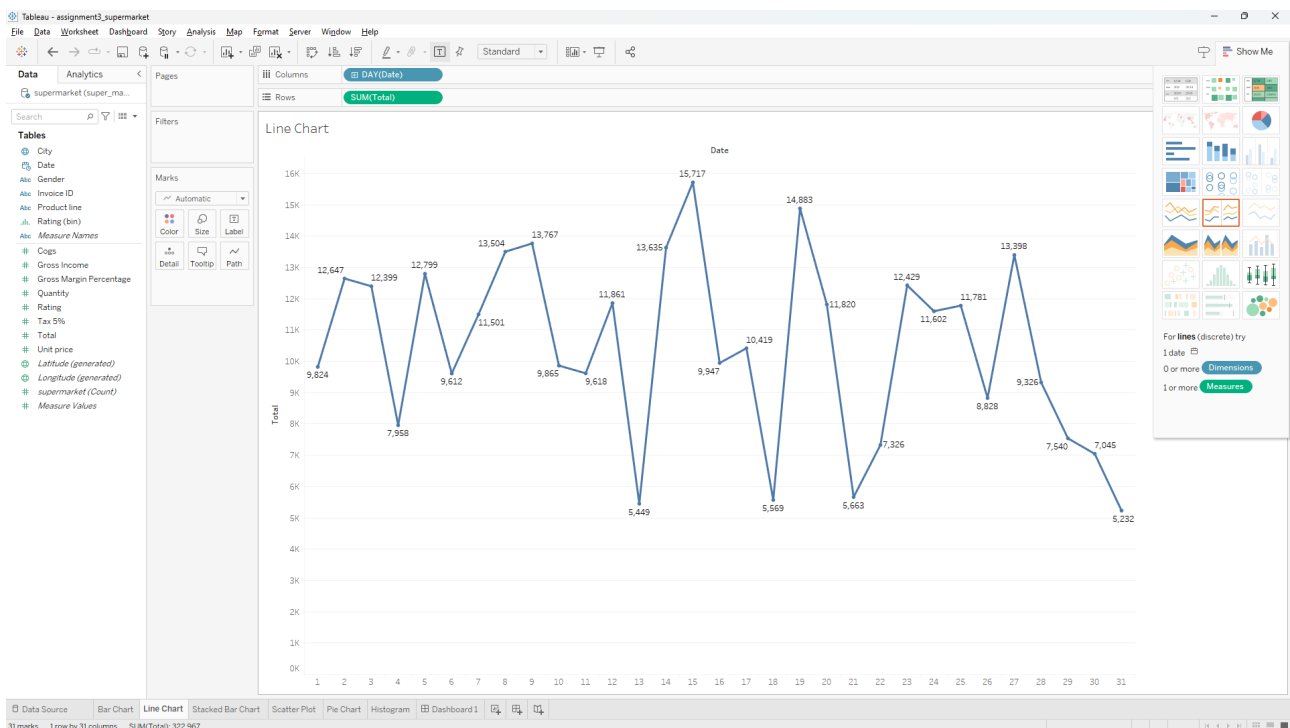 Tableau - assignment3_supermarket
File Data Worksheet Dashboard Story Analysis Map Format Server Window Help
Standard
Show Me
Data Analytics
supermarket (super_ma...
Search
Tables
City
Date
Abc Gender
Abc Invoice ID
Abc Product line
Rating (bin)
Abc Measure Names
# Cogs
# Gross Income
# Gross Margin Percentage
# Quantity
# Rating
# Tax 5%
# Total
# Unit price
Latitude (generated)
Longitude (generated)
# supermarket (Count)
# Measure Values
Pages
Filters
Marks
Automatic
Color Size Label
Detail Tooltip Path
Columns DAY(Date)
Rows SUM(Total)
Line Chart
Date
Total
16K
15K
14K
13K
12K
11K
10K
9K
8K
7K
6K
5K
4K
3K
2K
1K
0K
9,824
12,647
12,399
7,958
12,799
9,612
11,501
13,504
13,767
9,865
9,618
11,861
5,449
13,635
15,717
9,947
10,419
5,569
14,883
11,820
5,663
7,326
12,429
11,602
11,781
8,828
13,398
9,326
7,540
7,045
5,232
1 2 3 4 5 6 7 8 9 10 11 12 13 14 15 16 17 18 19 20 21 22 23 24 25 26 27 28 29 30 31
For lines (discrete) try
1 date
0 or more Dimensions
1 or more Measures
Data Source Bar Chart Line Chart Stacked Bar Chart Scatter Plot Pie Chart Histogram Dashboard 1
31 marks 1 row by 31 columns SUM(Total): 322,967